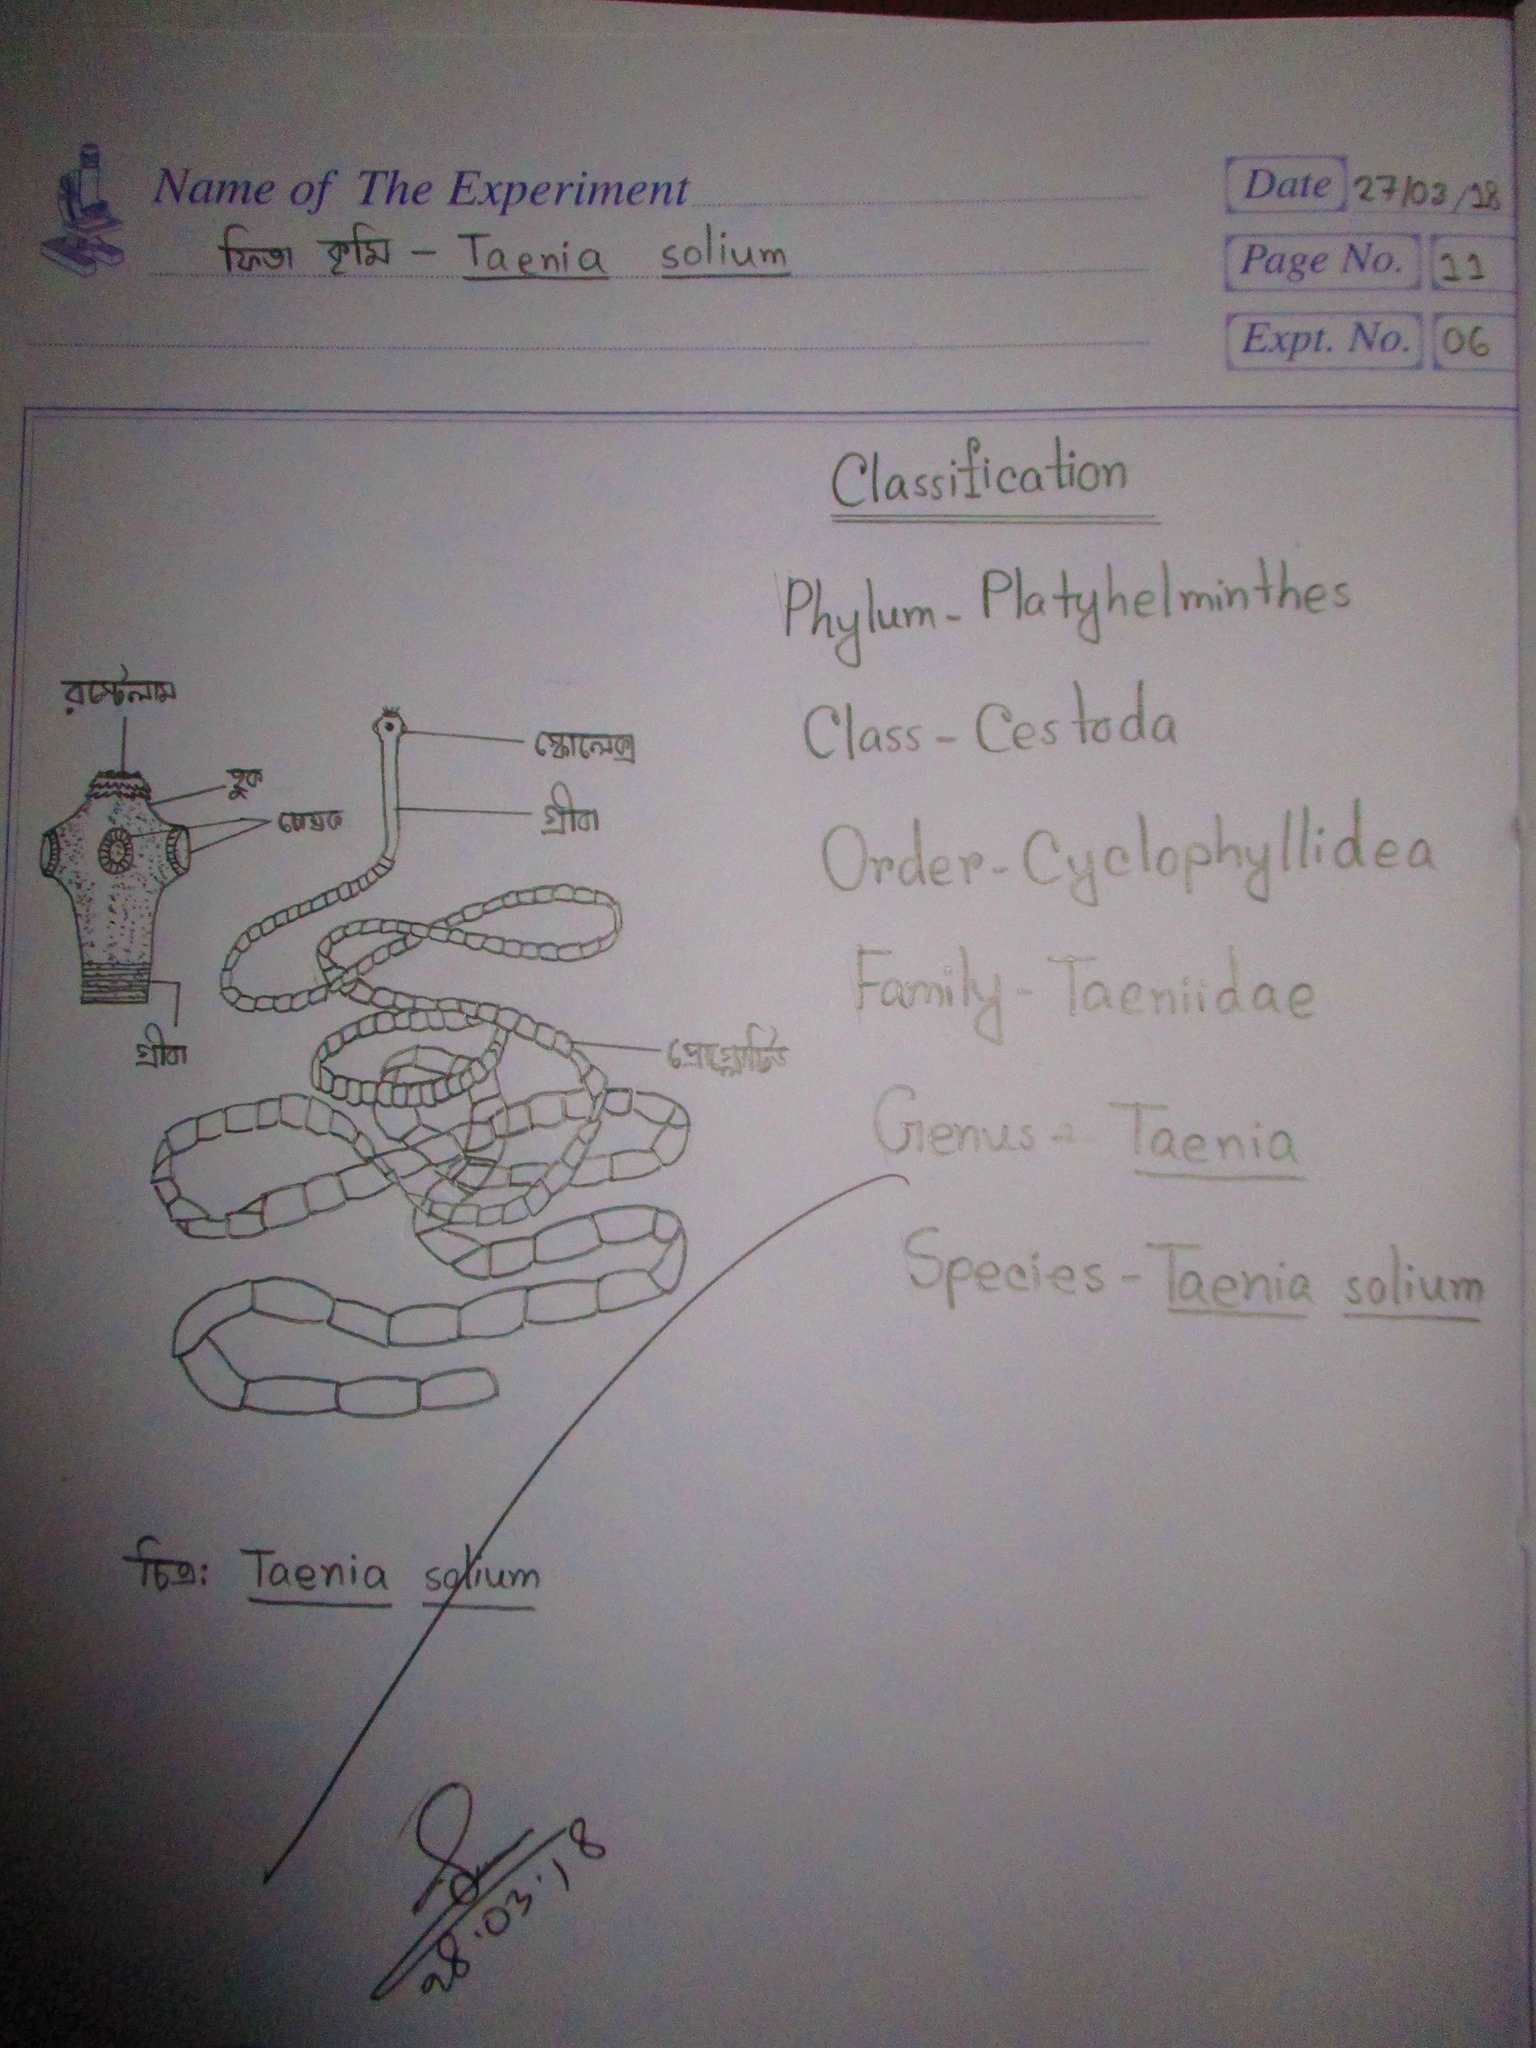 Name of The Experiment
ফিতা কৃমি - Taenia solium
Date 27/03/18
Page No. 11
Expt. No. 06
Classification
Phylum - Platyhelminthes
Class - Cestoda
Order - Cyclophyllidea
Family - Taeniidae
Genus - Taenia
Species - Taenia solium
রস্টেলাম
হুক
চোষক
গ্রীবা
স্কোলেক্স
গ্রীবা
প্রোগ্লোটিড
চিত্র: Taenia solium
28.03.18